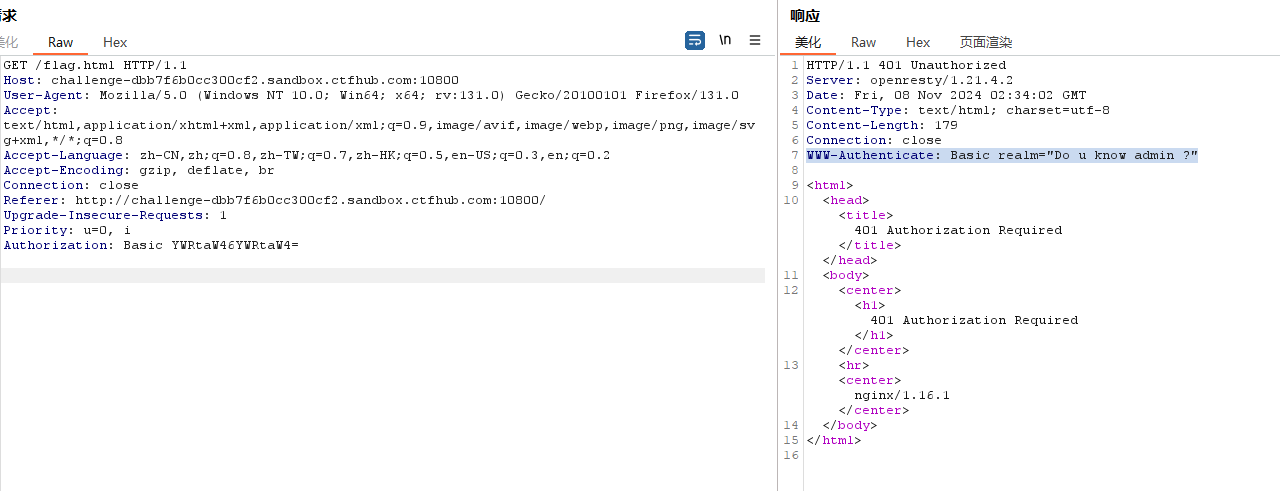 求
美化
Raw
Hex
\n
GET /flag.html HTTP/1.1
Host: challenge-dbb7f6b0cc300cf2.sandbox.ctfhub.com:10800
User-Agent: Mozilla/5.0 (Windows NT 10.0; Win64; x64; rv:131.0) Gecko/20100101 Firefox/131.0
Accept:
text/html,application/xhtml+xml,application/xml;q=0.9,image/avif,image/webp,image/png,image/sv
g+xml,*/*;q=0.8
Accept-Language: zh-CN,zh;q=0.8,zh-TW;q=0.7,zh-HK;q=0.5,en-US;q=0.3,en;q=0.2
Accept-Encoding: gzip, deflate, br
Connection: close
Referer: http://challenge-dbb7f6b0cc300cf2.sandbox.ctfhub.com:10800/
Upgrade-Insecure-Requests: 1
Priority: u=0, i
Authorization: Basic YWRtaW46YWRtaW4=
响应
美化
Raw
Hex
页面渲染
1 HTTP/1.1 401 Unauthorized
2 Server: openresty/1.21.4.2
3 Date: Fri, 08 Nov 2024 02:34:02 GMT
4 Content-Type: text/html; charset=utf-8
5 Content-Length: 179
6 Connection: close
7 WWW-Authenticate: Basic realm="Do u know admin ?"
8
9 <html>
10 <head>
<title>
401 Authorization Required
</title>
</head>
11 <body>
12 <center>
<h1>
401 Authorization Required
</h1>
</center>
13 <hr>
<center>
nginx/1.16.1
</center>
14 </body>
15 </html>
16